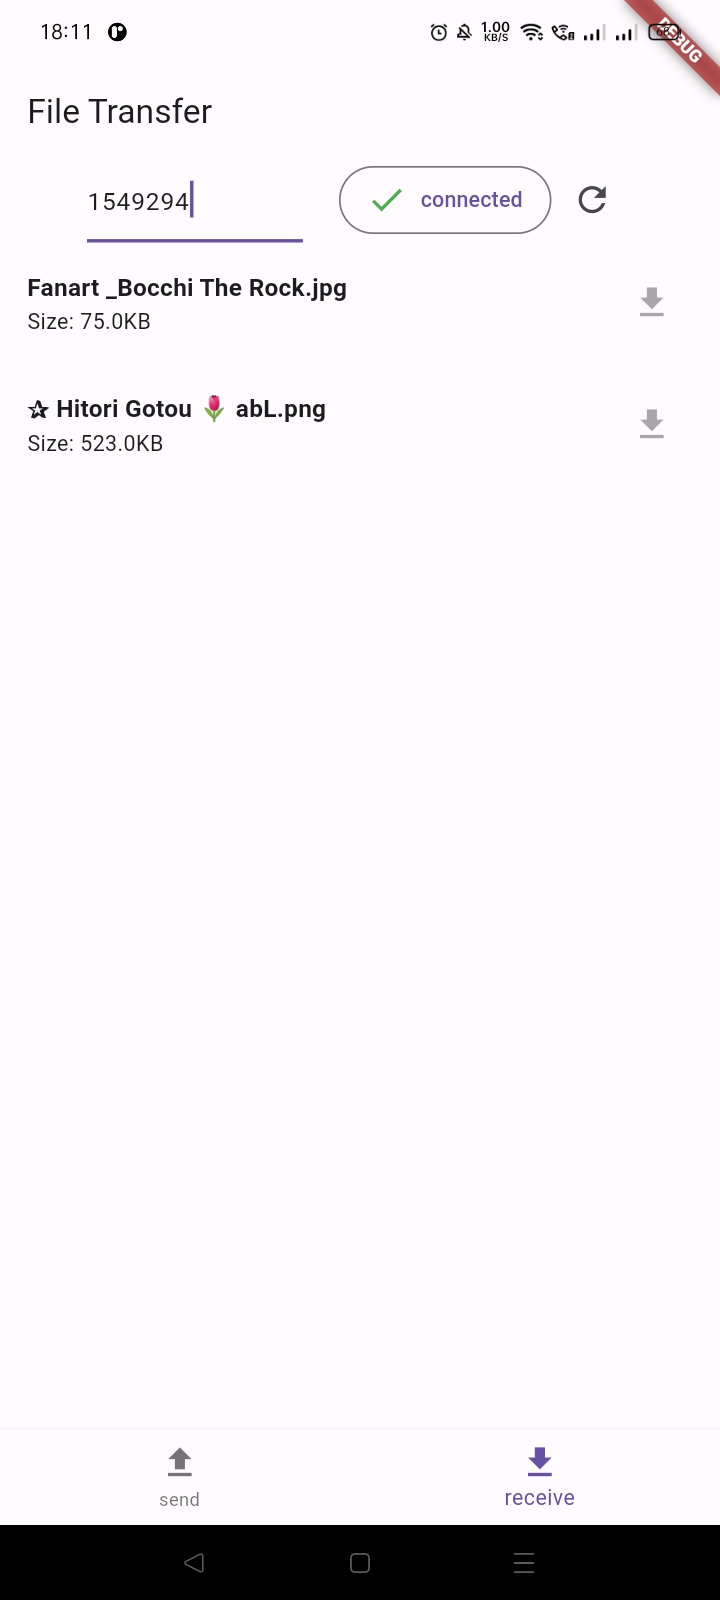 18:11
1.00
KB/S
DEBUG
File Transfer
1549294
connected
Fanart _Bocchi The Rock.jpg
Size: 75.0KB
✰ Hitori Gotou 🌷 abL.png
Size: 523.0KB
send
receive